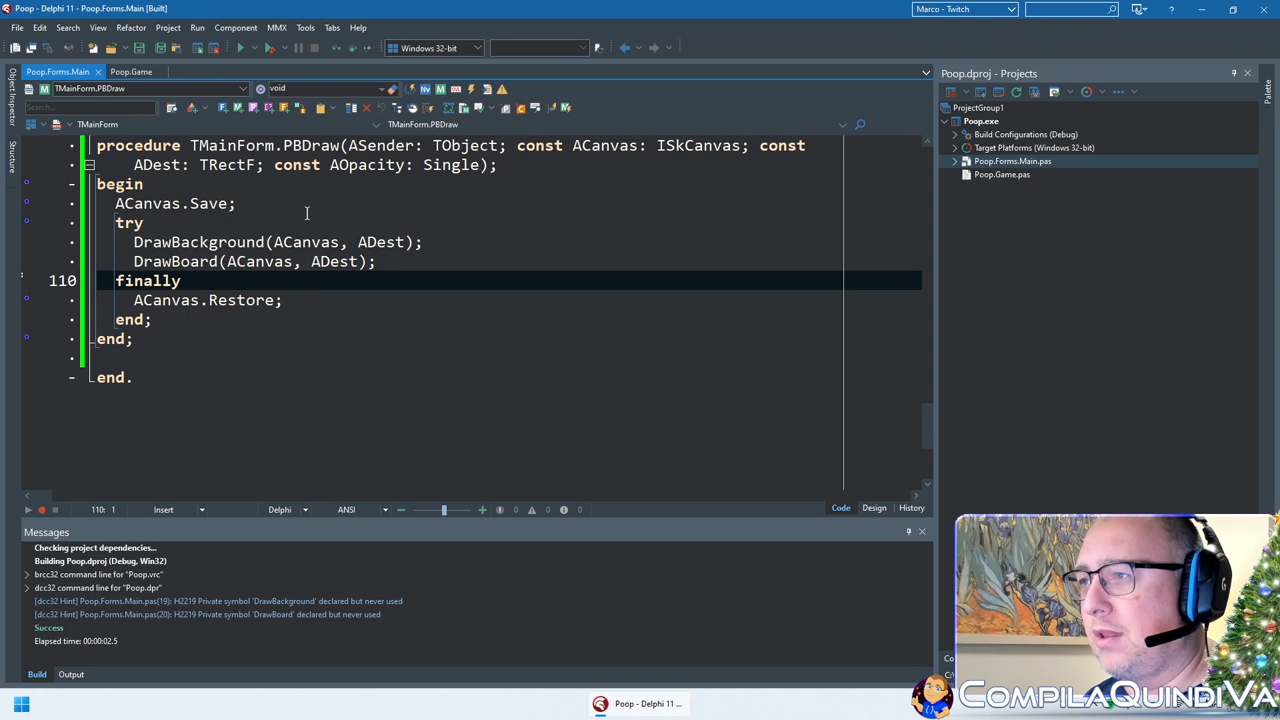 Poop - Delphi 11 - Poop.Forms.Main [Built]
Marco - Twitch
File Edit Search View Refactor Project Run Component MMX Tools Tabs Help
Windows 32-bit
Poop.Forms.Main Poop.Game
TMainForm.PBDraw void
Search...
TMainForm TMainForm.PBDraw
procedure TMainForm.PBDraw(ASender: TObject; const ACanvas: ISkCanvas; const
ADest: TRectF; const AOpacity: Single);
begin
ACanvas.Save;
try
DrawBackground(ACanvas, ADest);
DrawBoard(ACanvas, ADest);
110 finally
ACanvas.Restore;
end;
end;
end.
110: 1 Insert Delphi ANSI 0 0 0 Code Design History
Messages
Checking project dependencies...
Building Poop.dproj (Debug, Win32)
brcc32 command line for "Poop.vrc"
dcc32 command line for "Poop.dpr"
[dcc32 Hint] Poop.Forms.Main.pas(19): H2219 Private symbol 'DrawBackground' declared but never used
[dcc32 Hint] Poop.Forms.Main.pas(20): H2219 Private symbol 'DrawBoard' declared but never used
Success
Elapsed time: 00:00:02.5
Build Output
Object Inspector
Structure
Poop.dproj - Projects
ProjectGroup1
Poop.exe
Build Configurations (Debug)
Target Platforms (Windows 32-bit)
Poop.Forms.Main.pas
Poop.Game.pas
Palette
Poop - Delphi 11 ...
CompilaQuindiVa